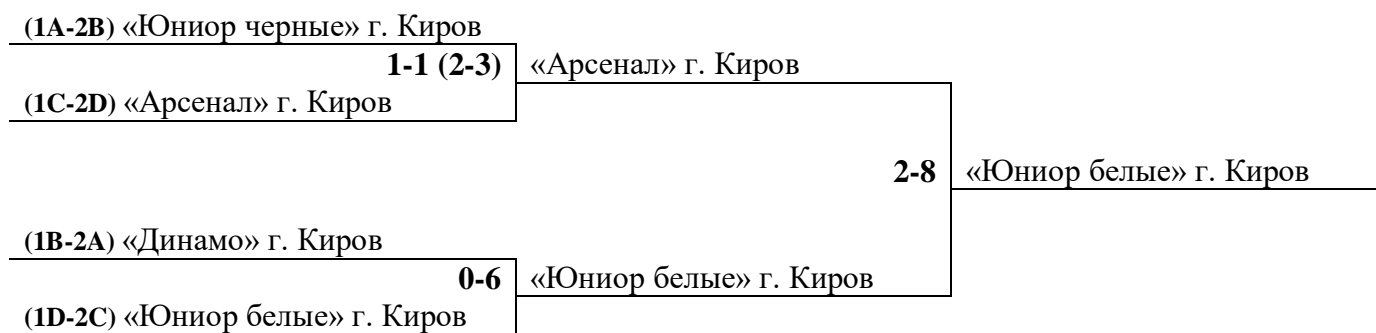 (1A-2B) «Юниор черные» г. Киров
1-1 (2-3) «Арсенал» г. Киров
(1C-2D) «Арсенал» г. Киров
2-8 «Юниор белые» г. Киров
(1B-2A) «Динамо» г. Киров
0-6 «Юниор белые» г. Киров
(1D-2C) «Юниор белые» г. Киров